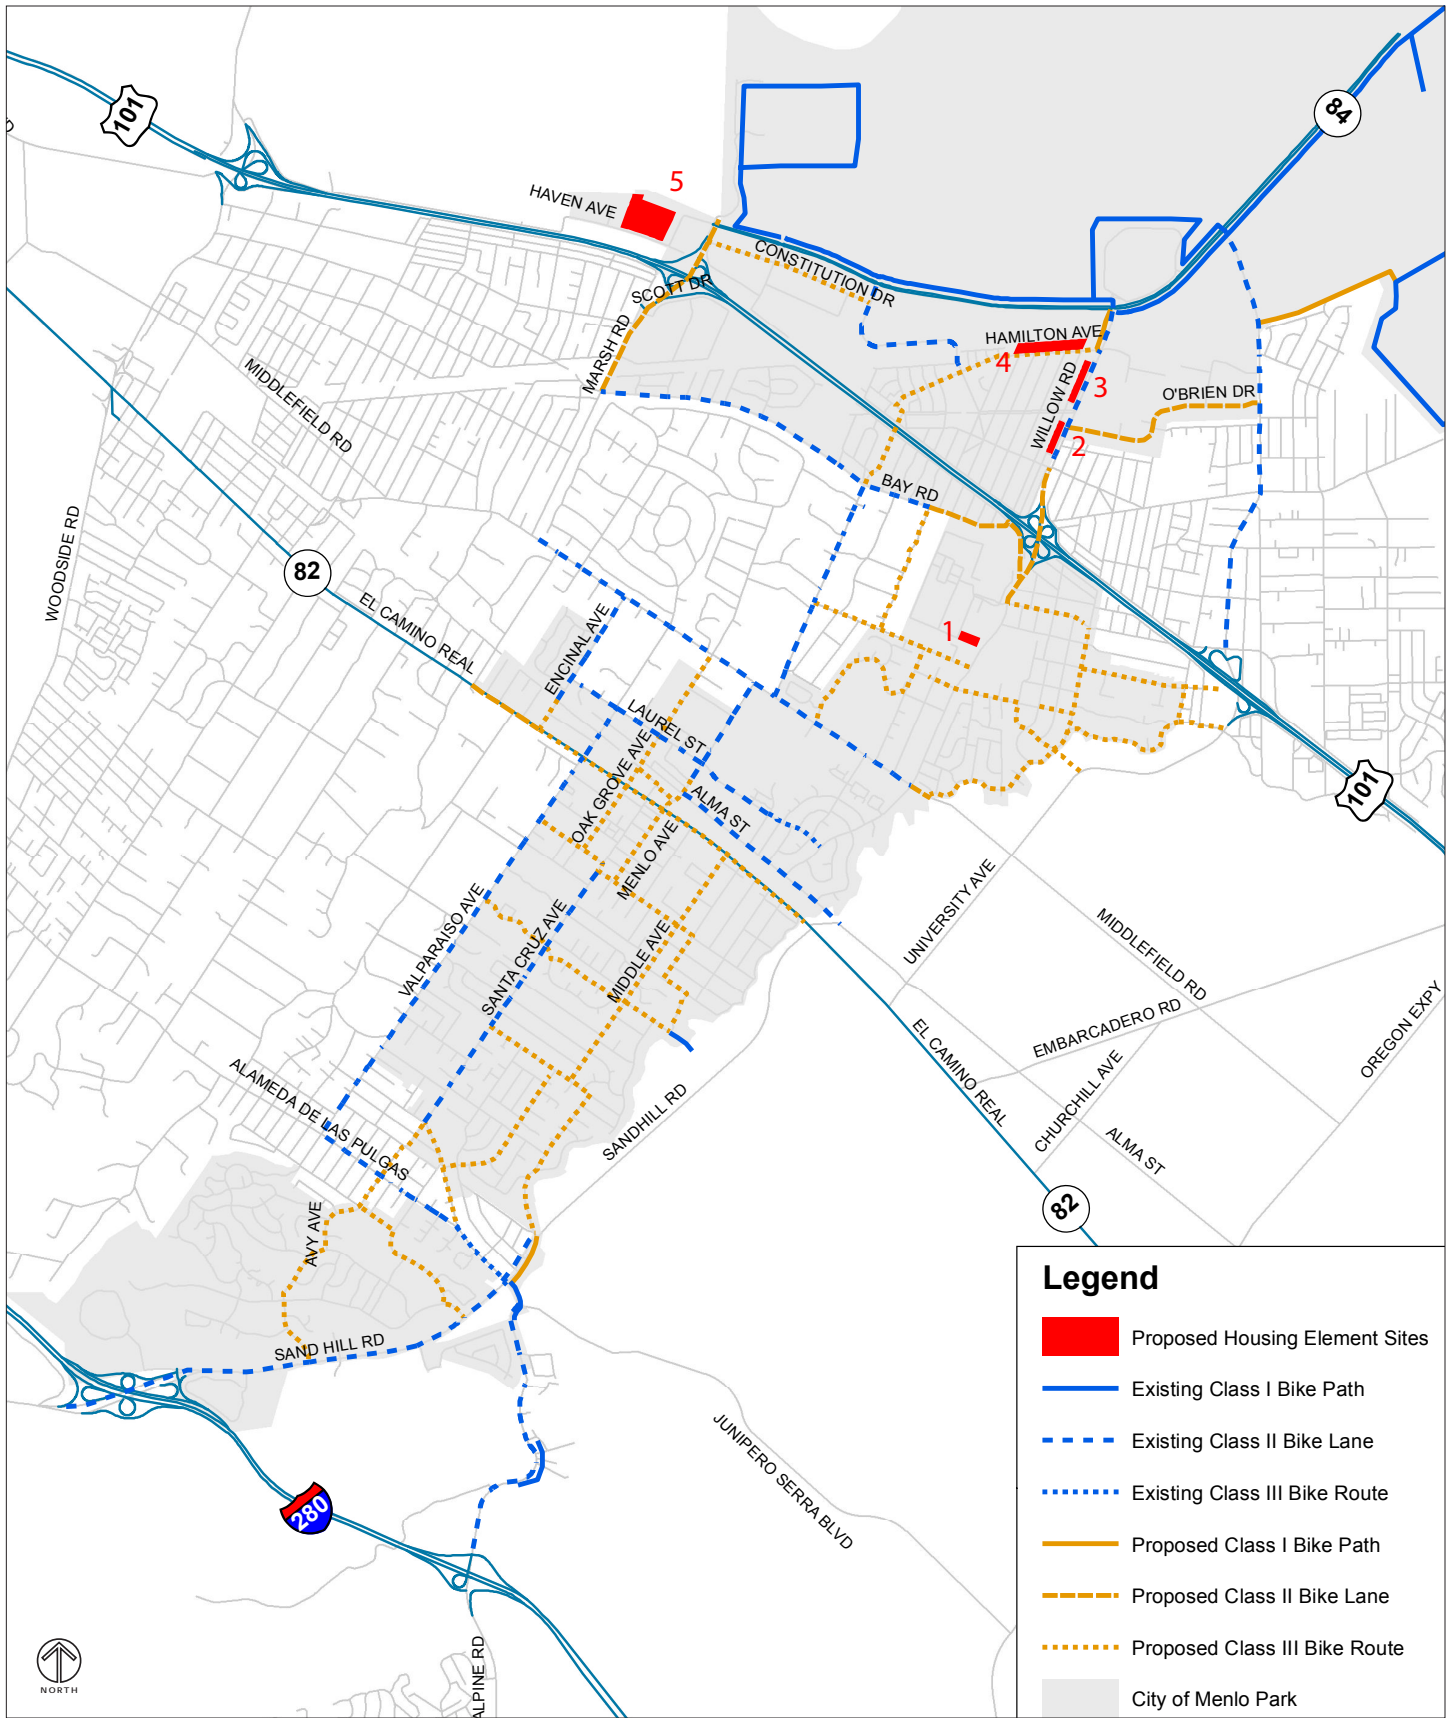 101
84
5
HAVEN AVE
CONSTITUTION DR
SCOTT DR
MARSH RD
HAMILTON AVE
4
WILLOW RD
3
O'BRIEN DR
2
MIDDLEFIELD RD
BAY RD
WOODSIDE RD
82
EL CAMINO REAL
ENCINAL AVE
1
LAUREL ST
OAK GROVE AVE
ALMA ST
MENLO AVE
101
VALPARAISO AVE
SANTA CRUZ AVE
MIDDLE AVE
UNIVERSITY AVE
MIDDLEFIELD RD
EMBARCADERO RD
OREGON EXPY
EL CAMINO REAL
CHURCHILL AVE
ALMA ST
ALAMEDA DE LAS PULGAS
SANDHILL RD
82
AVY AVE
SAND HILL RD
JUNIPERO SERRA BLVD
280
ALPINE RD
NORTH
Legend
Proposed Housing Element Sites
Existing Class I Bike Path
Existing Class II Bike Lane
Existing Class III Bike Route
Proposed Class I Bike Path
Proposed Class II Bike Lane
Proposed Class III Bike Route
City of Menlo Park